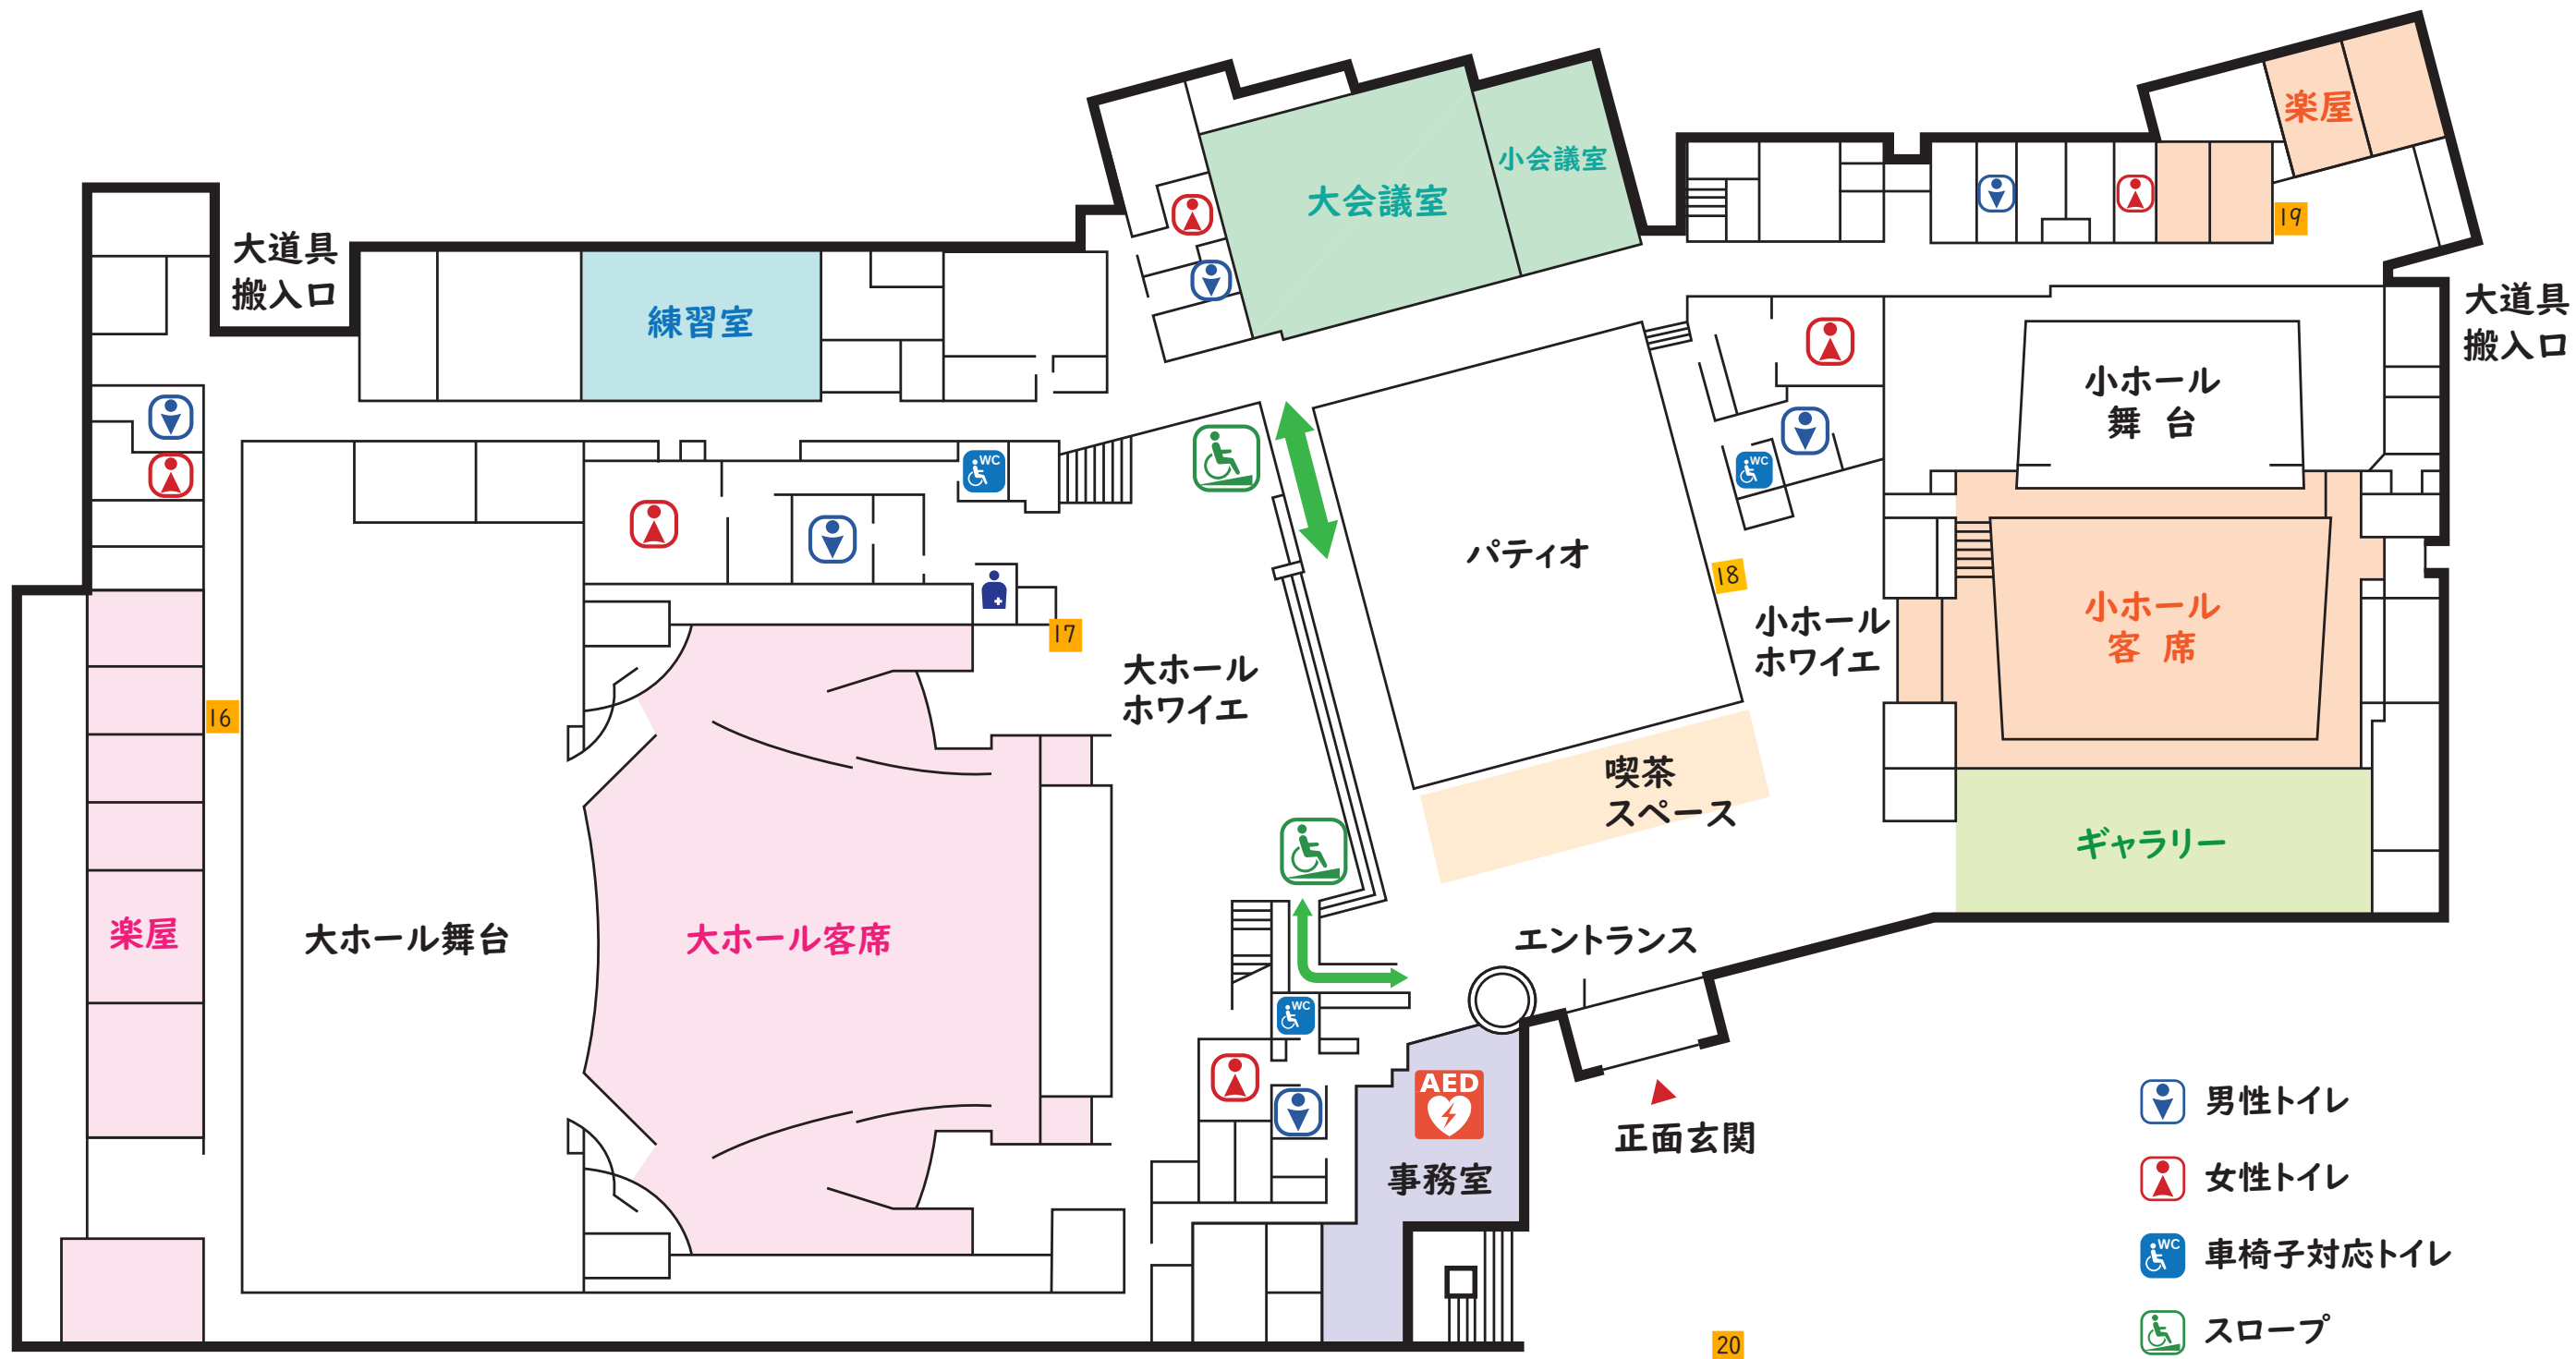 楽屋
小会議室
大会議室
19
大道具
搬入口
練習室
大道具
搬入口
小ホール
舞 台
WC
WC
パティオ
18
小ホール
ホワイエ
小ホール
客 席
17
大ホール
ホワイエ
16
喫茶
スペース
ギャラリー
楽屋
大ホール舞台
大ホール客席
エントランス
WC
AED
事務室
正面玄関
男性トイレ
女性トイレ
WC
車椅子対応トイレ
スロープ
20